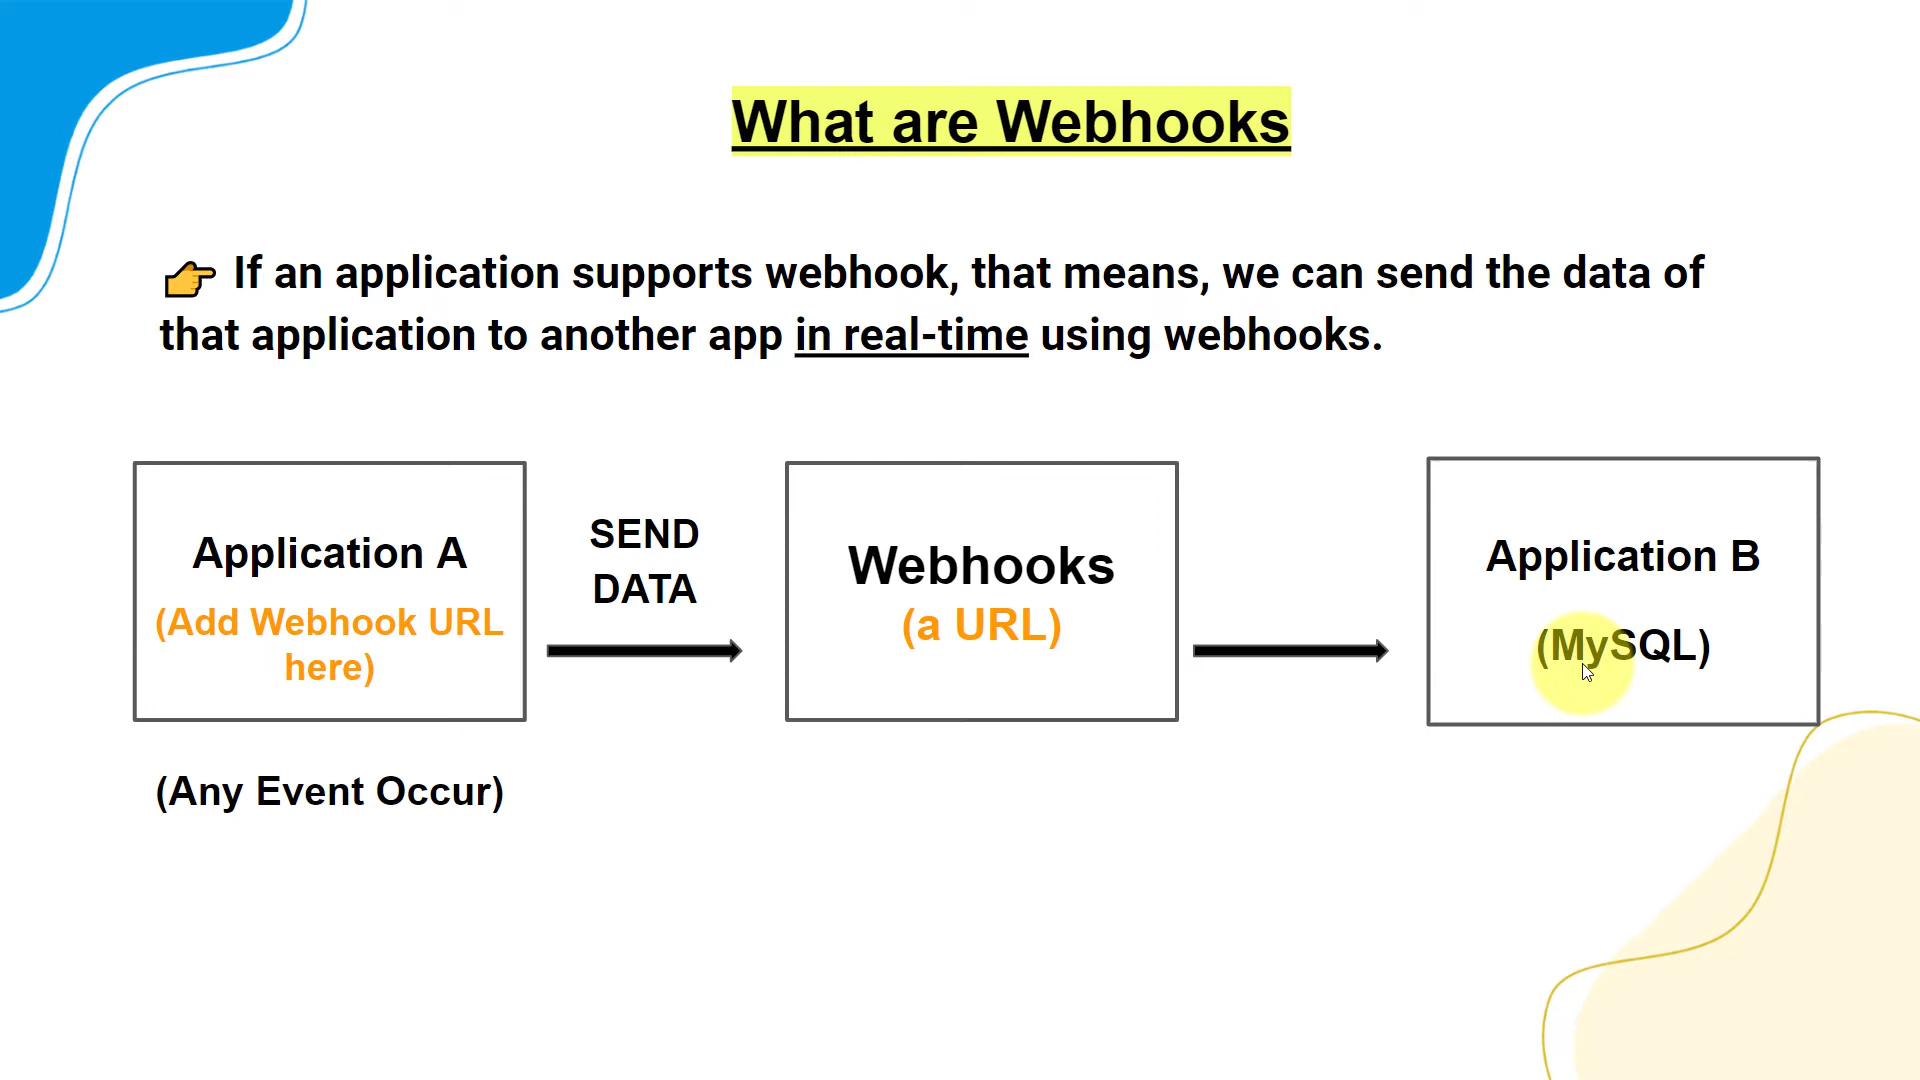 What are Webhooks
👉 If an application supports webhook, that means, we can send the data of
that application to another app in real-time using webhooks.
Application A
(Add Webhook URL
here)
SEND
DATA
Webhooks
(a URL)
Application B
(MySQL)
(Any Event Occur)